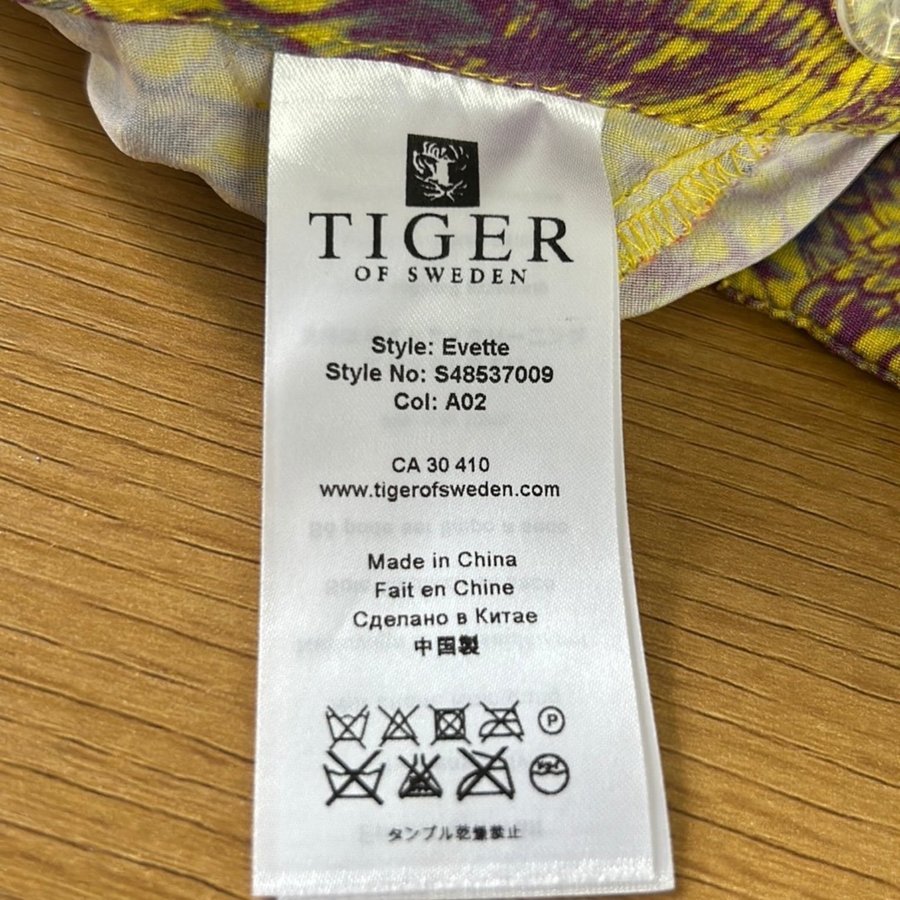 TIGER
OF SWEDEN
Style: Evette
Style No: S48537009
Col: A02
CA 30 410
www.tigerofsweden.com
Made in China
Fait en Chine
Сделано в Китае
中国製
P
タンブル乾燥禁止